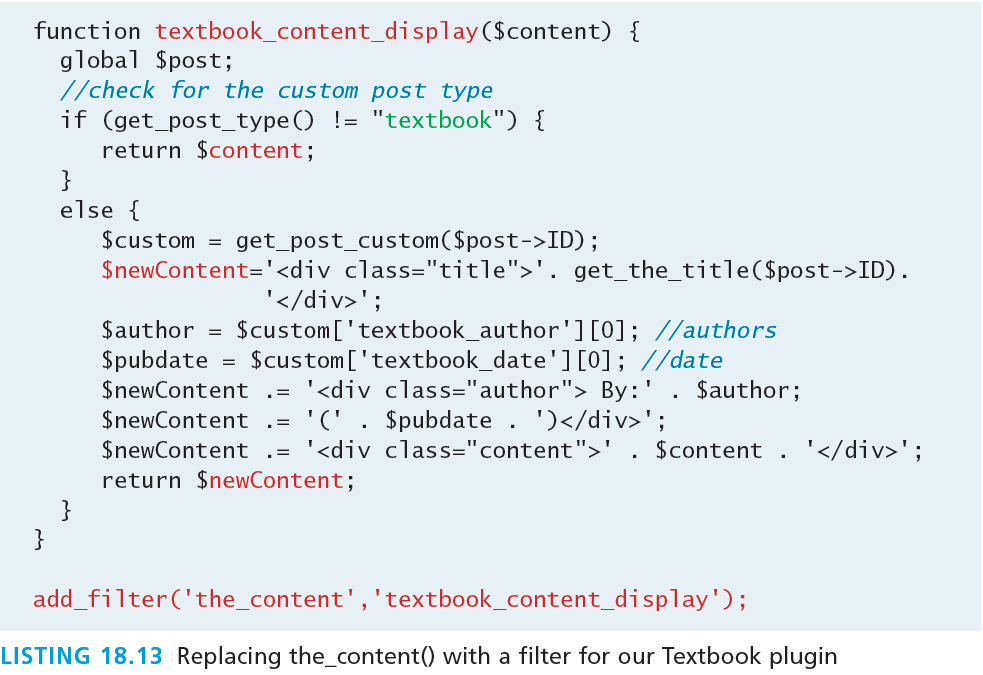 function textbook_content_display($content) {
global $post;
//check for the custom post type
if (get_post_type() != "textbook") {
return $content;
}
else {
$custom = get_post_custom($post->ID);
$newContent='<div class="title">'. get_the_title($post->ID).
'</div>';
$author = $custom['textbook_author'][0]; //authors
$pubdate = $custom['textbook_date'][0]; //date
$newContent .= '<div class="author"> By:' . $author;
$newContent .= '(' . $pubdate . ')</div>';
$newContent .= '<div class="content">' . $content . '</div>';
return $newContent;
}
}
add_filter('the_content','textbook_content_display');
LISTING 18.13 Replacing the_content() with a filter for our Textbook plugin